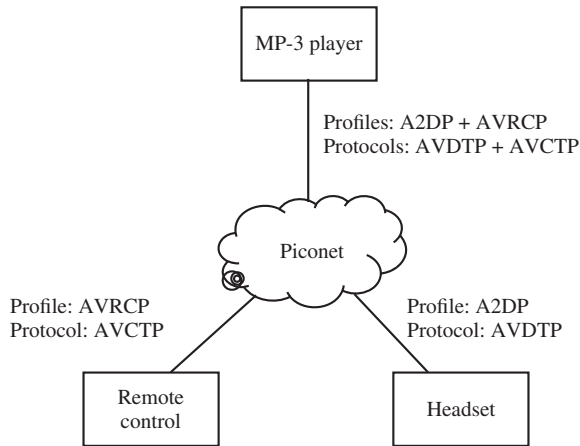 MP-3 player
Profiles: A2DP + AVRCP
Protocols: AVDTP + AVCTP
Piconet
Profile: AVRCP
Protocol: AVCTP
Profile: A2DP
Protocol: AVDTP
Remote
control
Headset